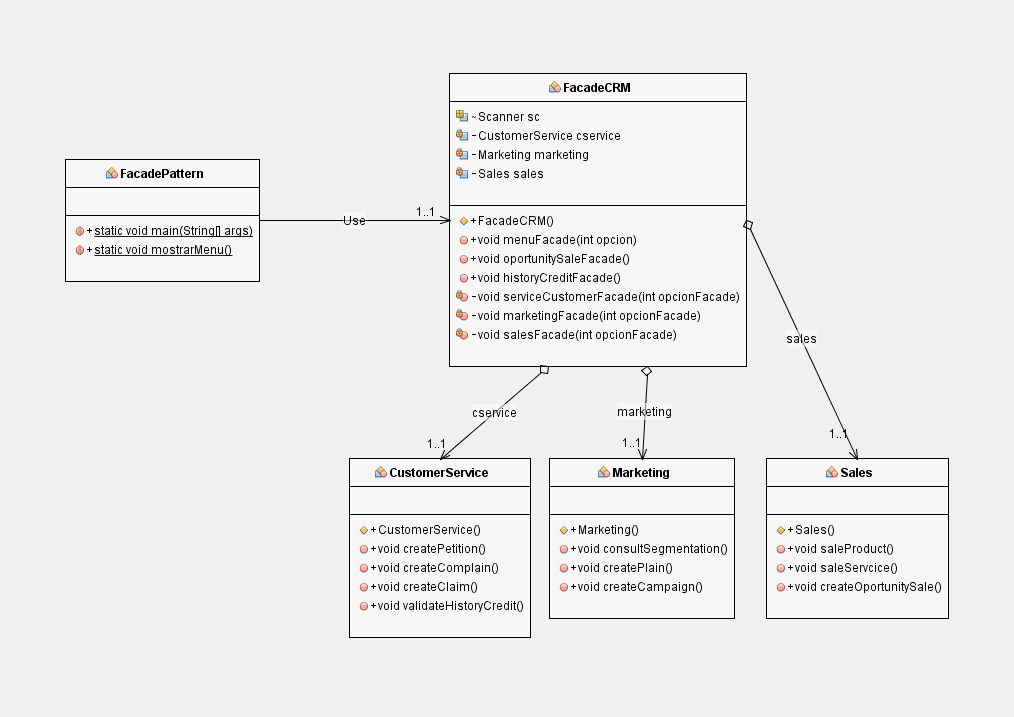 FacadePattern
+static void main(String[] args)
+static void mostrarMenu()
Use
1..1
FacadeCRM
~Scanner sc
-CustomerService cservice
-Marketing marketing
-Sales sales
+FacadeCRM()
+void menuFacade(int opcion)
+void oportunitySaleFacade()
+void historyCreditFacade()
-void serviceCustomerFacade(int opcionFacade)
-void marketingFacade(int opcionFacade)
-void salesFacade(int opcionFacade)
cservice
1..1
marketing
1..1
sales
1..1
CustomerService
+CustomerService()
+void createPetition()
+void createComplain()
+void createClaim()
+void validateHistoryCredit()
Marketing
+Marketing()
+void consultSegmentation()
+void createPlain()
+void createCampaign()
Sales
+Sales()
+void saleProduct()
+void saleServcice()
+void createOportunitySale()